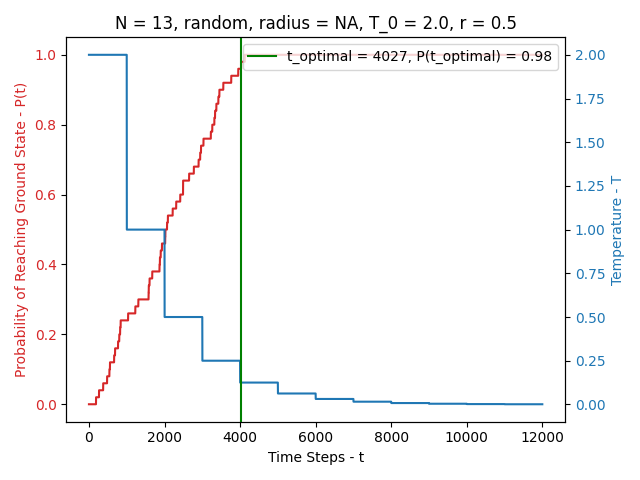 N = 13, random, radius = NA, T_0 = 2.0, r = 0.5
t_optimal = 4027, P(t_optimal) = 0.98
Probability of Reaching Ground State - P(t)
1.0
0.8
0.6
0.4
0.2
0.0
2.00
1.75
1.50
1.25
1.00
0.75
0.50
0.25
0.00
Temperature - T
0 2000 4000 6000 8000 10000 12000
Time Steps - t